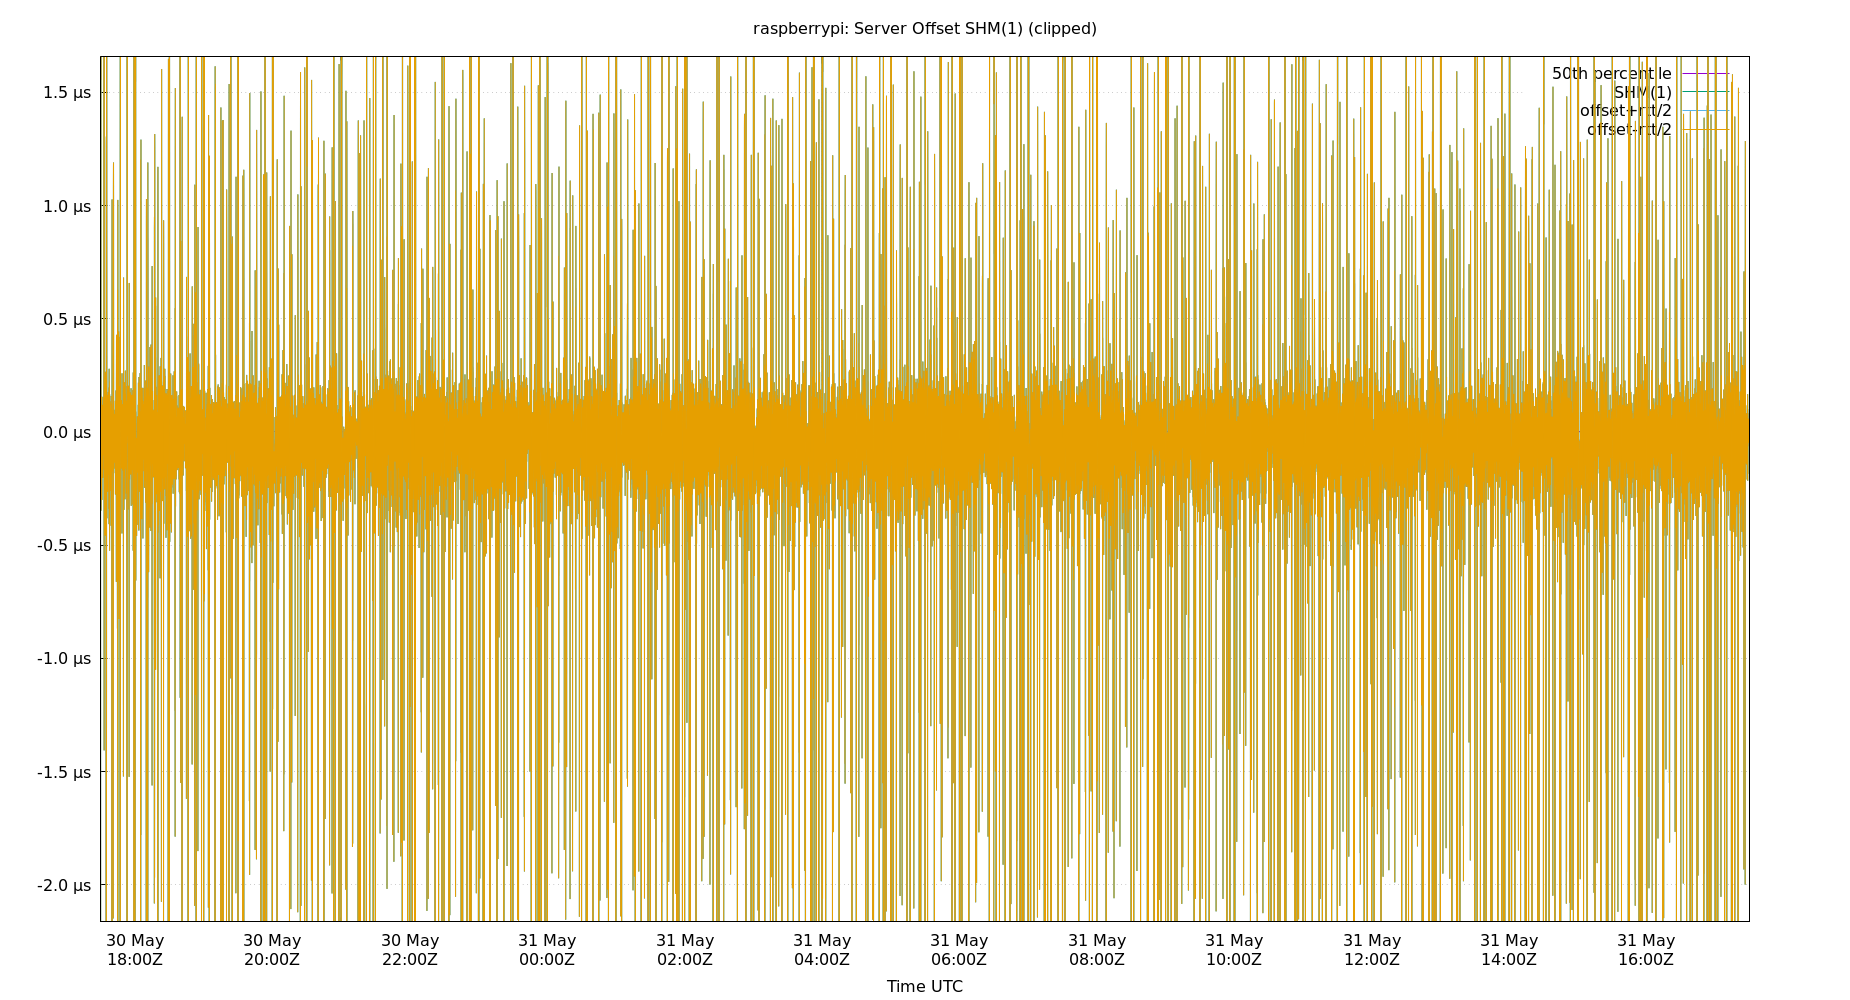 raspberrypi: Server Offset SHM(1) (clipped)
50th percentile
SHM(1)
offset+rtt/2
offset-rtt/2
1.5 µs
1.0 µs
0.5 µs
0.0 µs
-0.5 µs
-1.0 µs
-1.5 µs
-2.0 µs
30 May 30 May 30 May 31 May 31 May 31 May 31 May 31 May 31 May 31 May 31 May 31 May
18:00Z 20:00Z 22:00Z 00:00Z 02:00Z 04:00Z 06:00Z 08:00Z 10:00Z 12:00Z 14:00Z 16:00Z
Time UTC